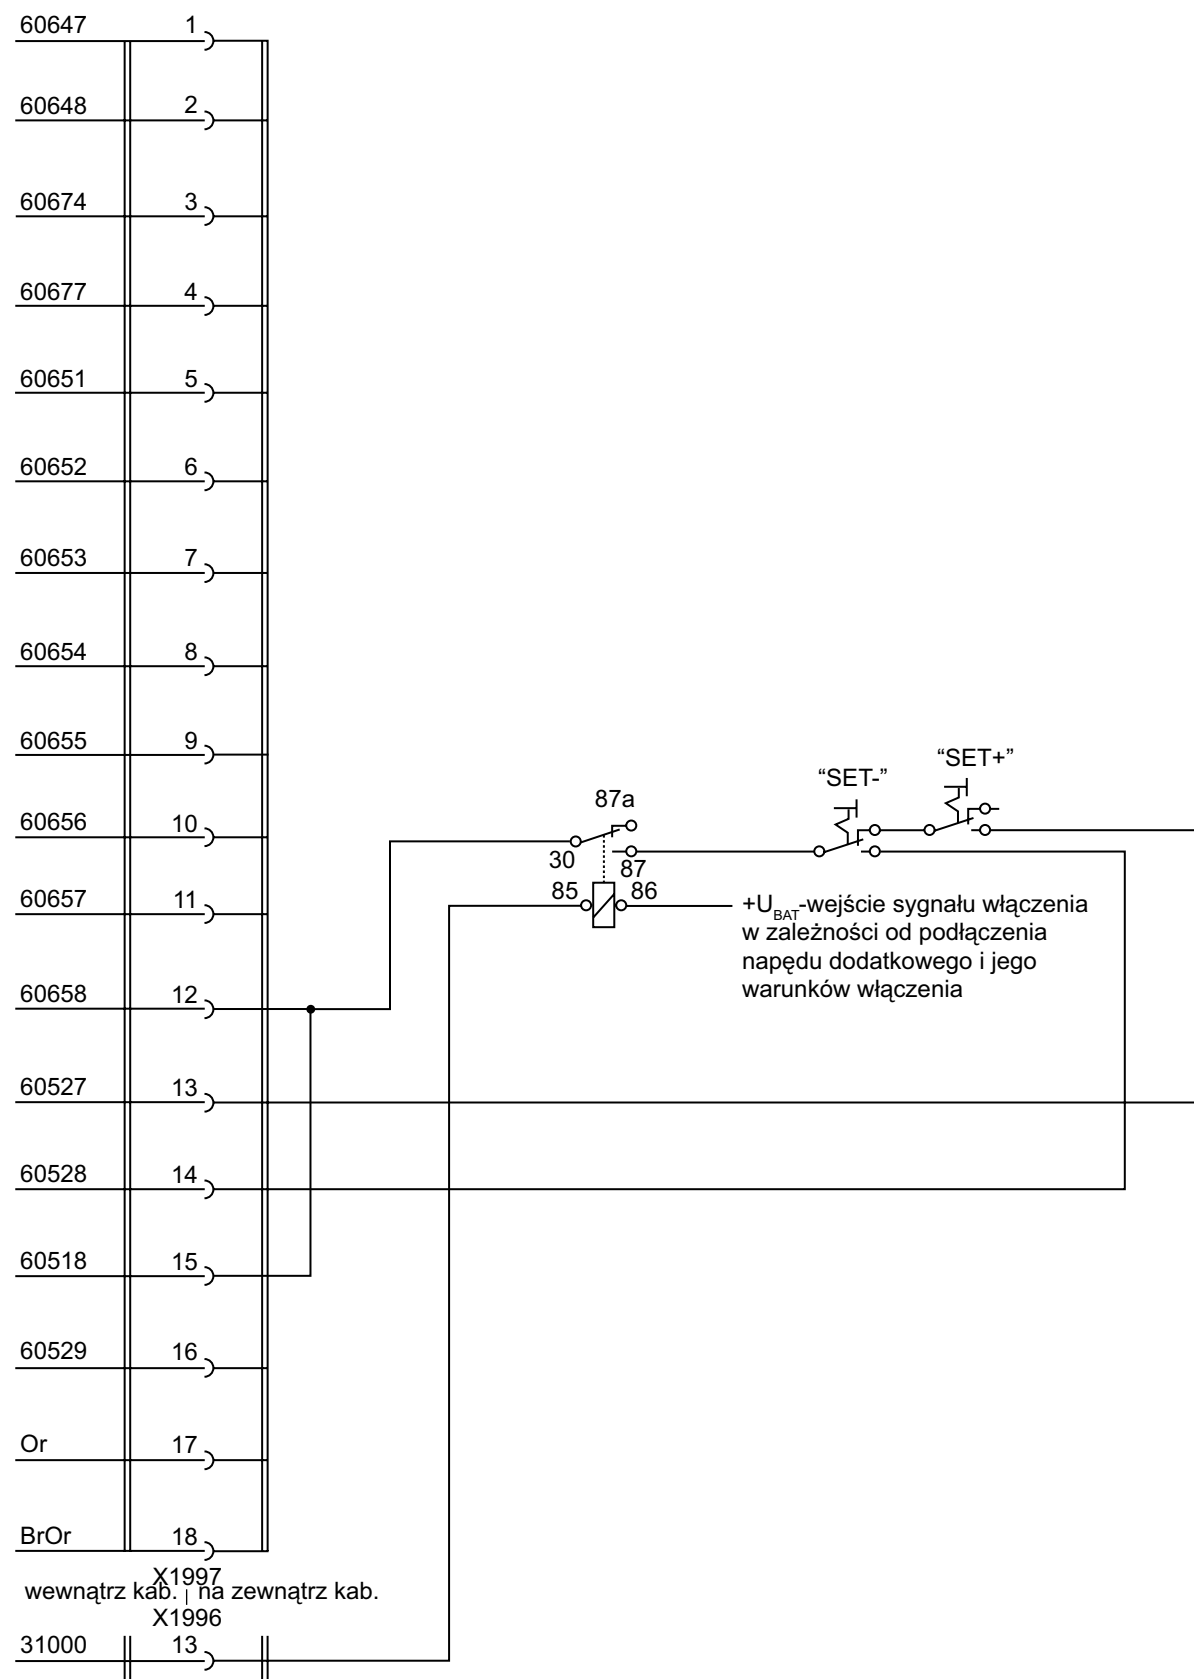 60647 1
60648 2
60674 3
60677 4
60651 5
60652 6
60653 7
60654 8
60655 9
“SET+”
“SET-”
87a
60656 10
30 87
85 86
60657 11
+U_BAT-wejście sygnału włączenia
w zależności od podłączenia
napędu dodatkowego i jego
warunków włączenia
60658 12
60527 13
60528 14
60518 15
60529 16
Or 17
BrOr 18
X1997
wewnątrz kab. | na zewnątrz kab.
X1996
31000 13